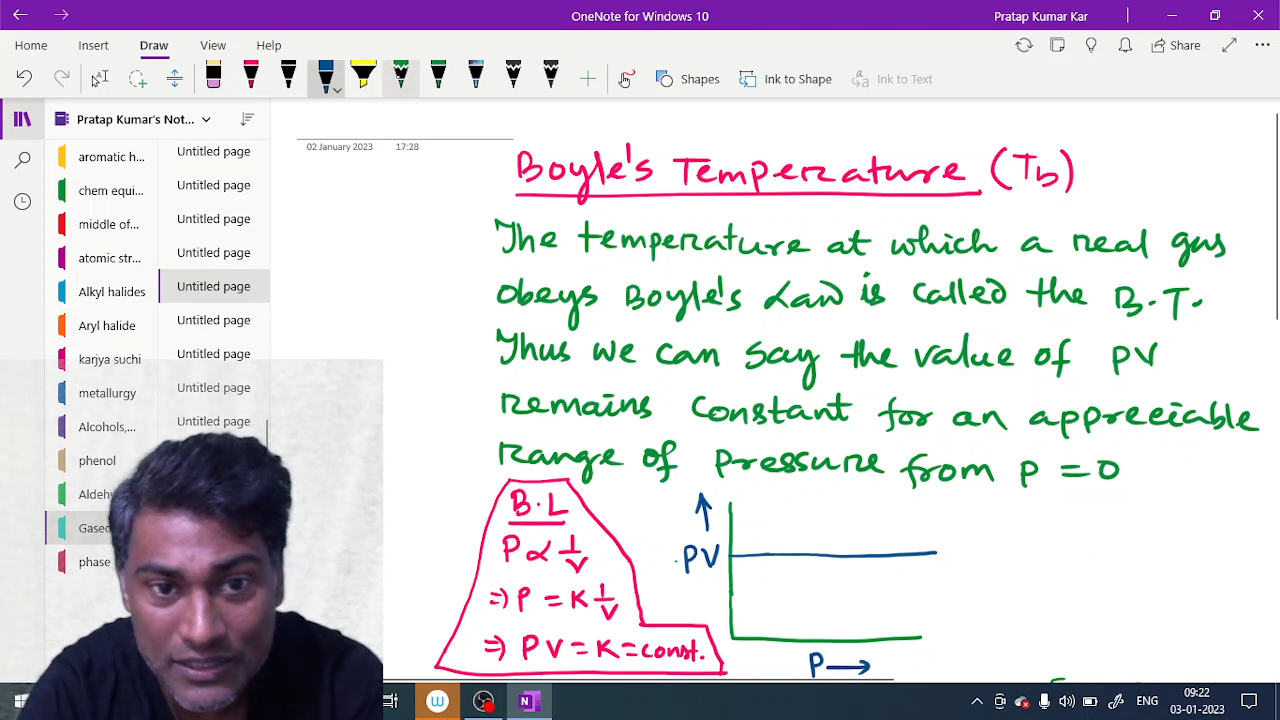 OneNote for Windows 10
Pratap Kumar Kar
Home Insert Draw View Help
Share
Shapes
Ink to Shape
Ink to Text
Pratap Kumar's Not...
aromatic h...
chem equi...
middle of...
atomic str...
Alkyl halides
Aryl halide
karjya suchi
metallurgy
Alcohols,...
phenol
Aldeh
Gaseo
phase
Untitled page
Untitled page
Untitled page
Untitled page
Untitled page
Untitled page
Untitled page
Untitled page
Untitled page
02 January 2023 17:28
Boyle's Temperature (Tb)
The temperature at which a real gas
obeys Boyle's Law is called the B.T.
Thus we can say the value of PV
remains constant for an appreciable
range of pressure from P = 0
B.L
P ∝ 1/V
⇒ P = K 1/V
⇒ PV = K = const.
PV
P →
W
N
ENG
09:22
03-01-2023